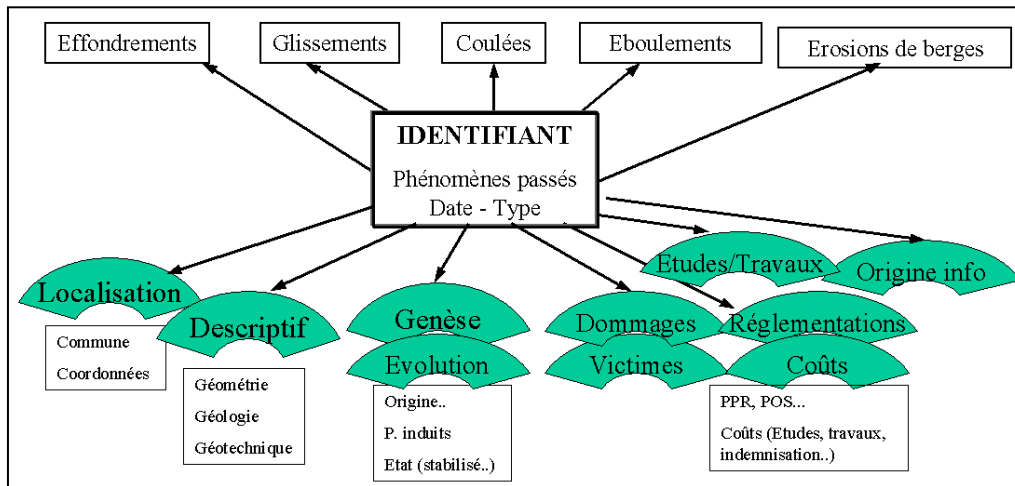 Effondrements
Glissements
Coulées
Eboulements
Erosions de berges
IDENTIFIANT
Phénomènes passés
Date - Type
Etudes/Travaux
Origine info
Localisation
Descriptif
Genèse
Dommages
Réglementations
Evolution
Victimes
Coûts
Commune
Coordonnées
Géométrie
Géologie
Géotechnique
Origine..
P. induits
Etat (stabilisé..)
PPR, POS...
Coûts (Etudes, travaux,
indemnisation..)